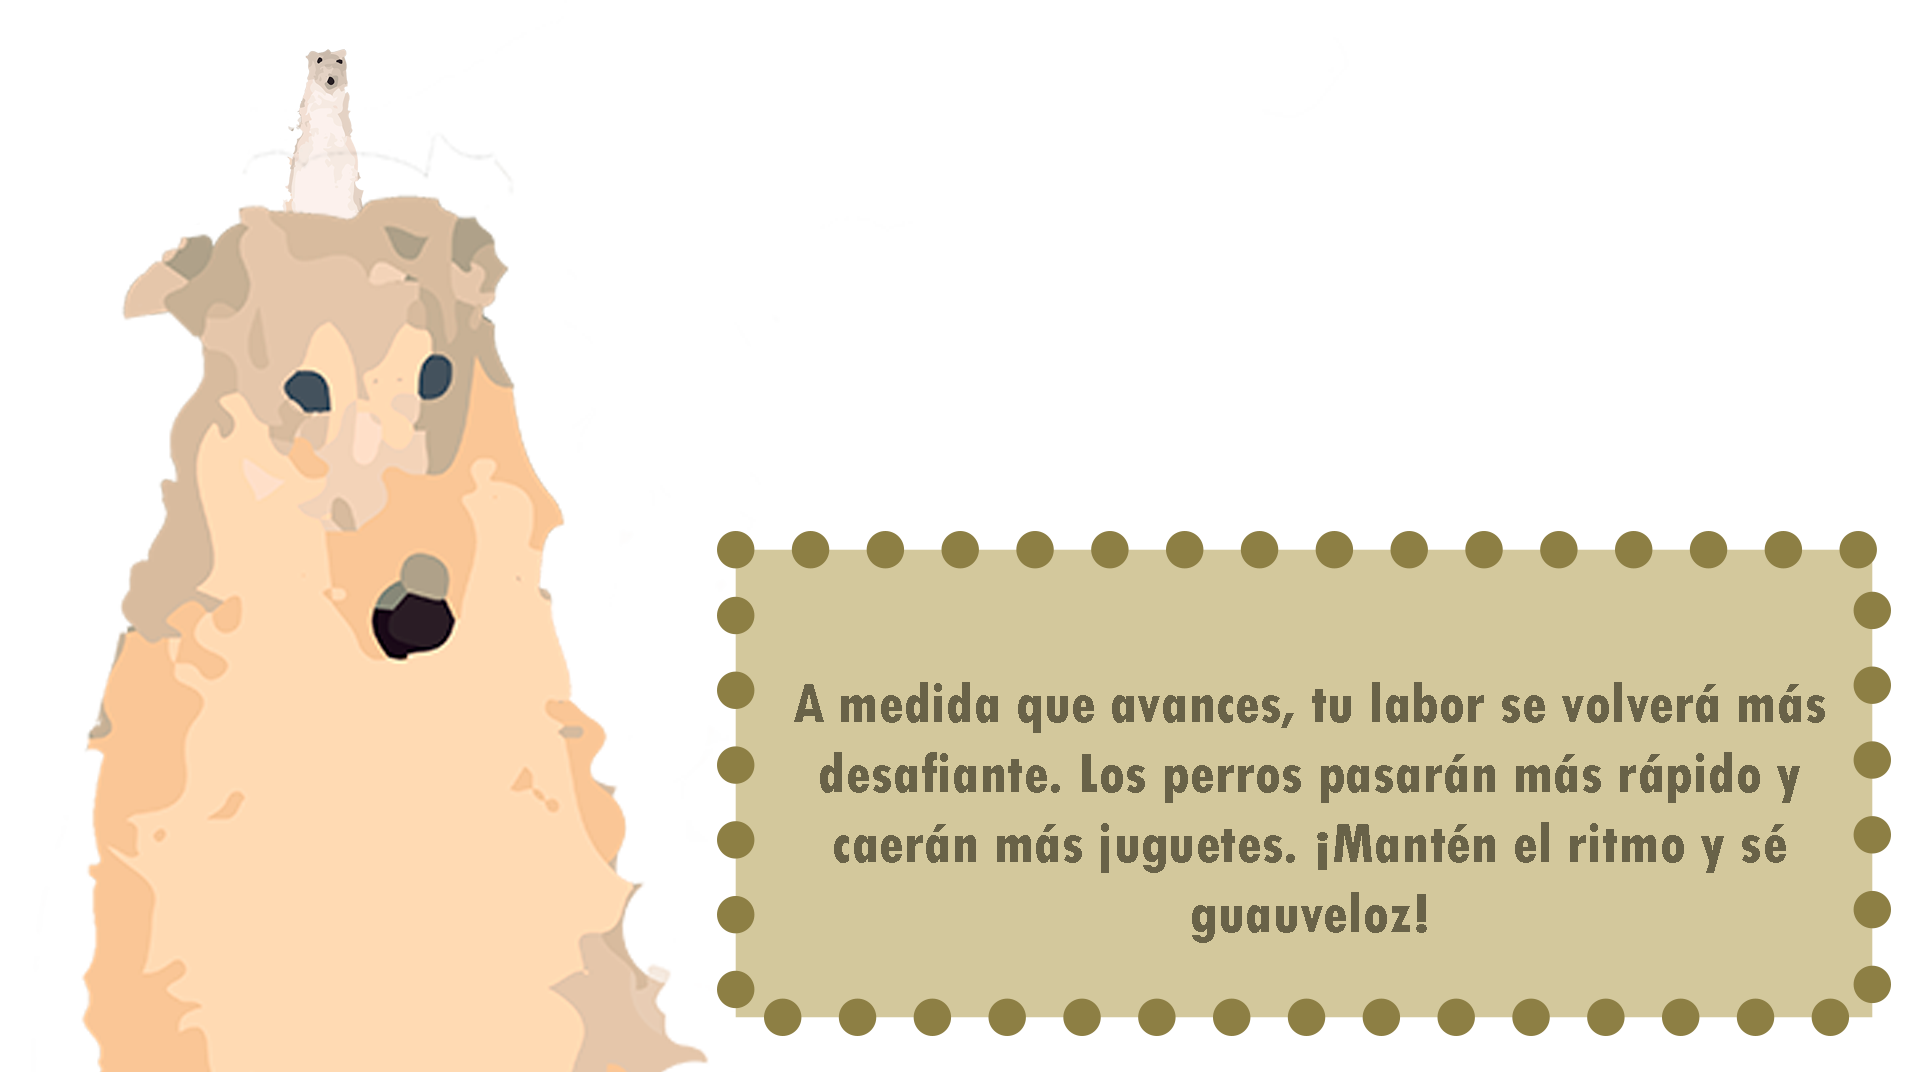 A medida que avances, tu labor se volverá más
desafiante. Los perros pasarán más rápido y
caerán más juguetes. ¡Mantén el ritmo y sé
guauveloz!